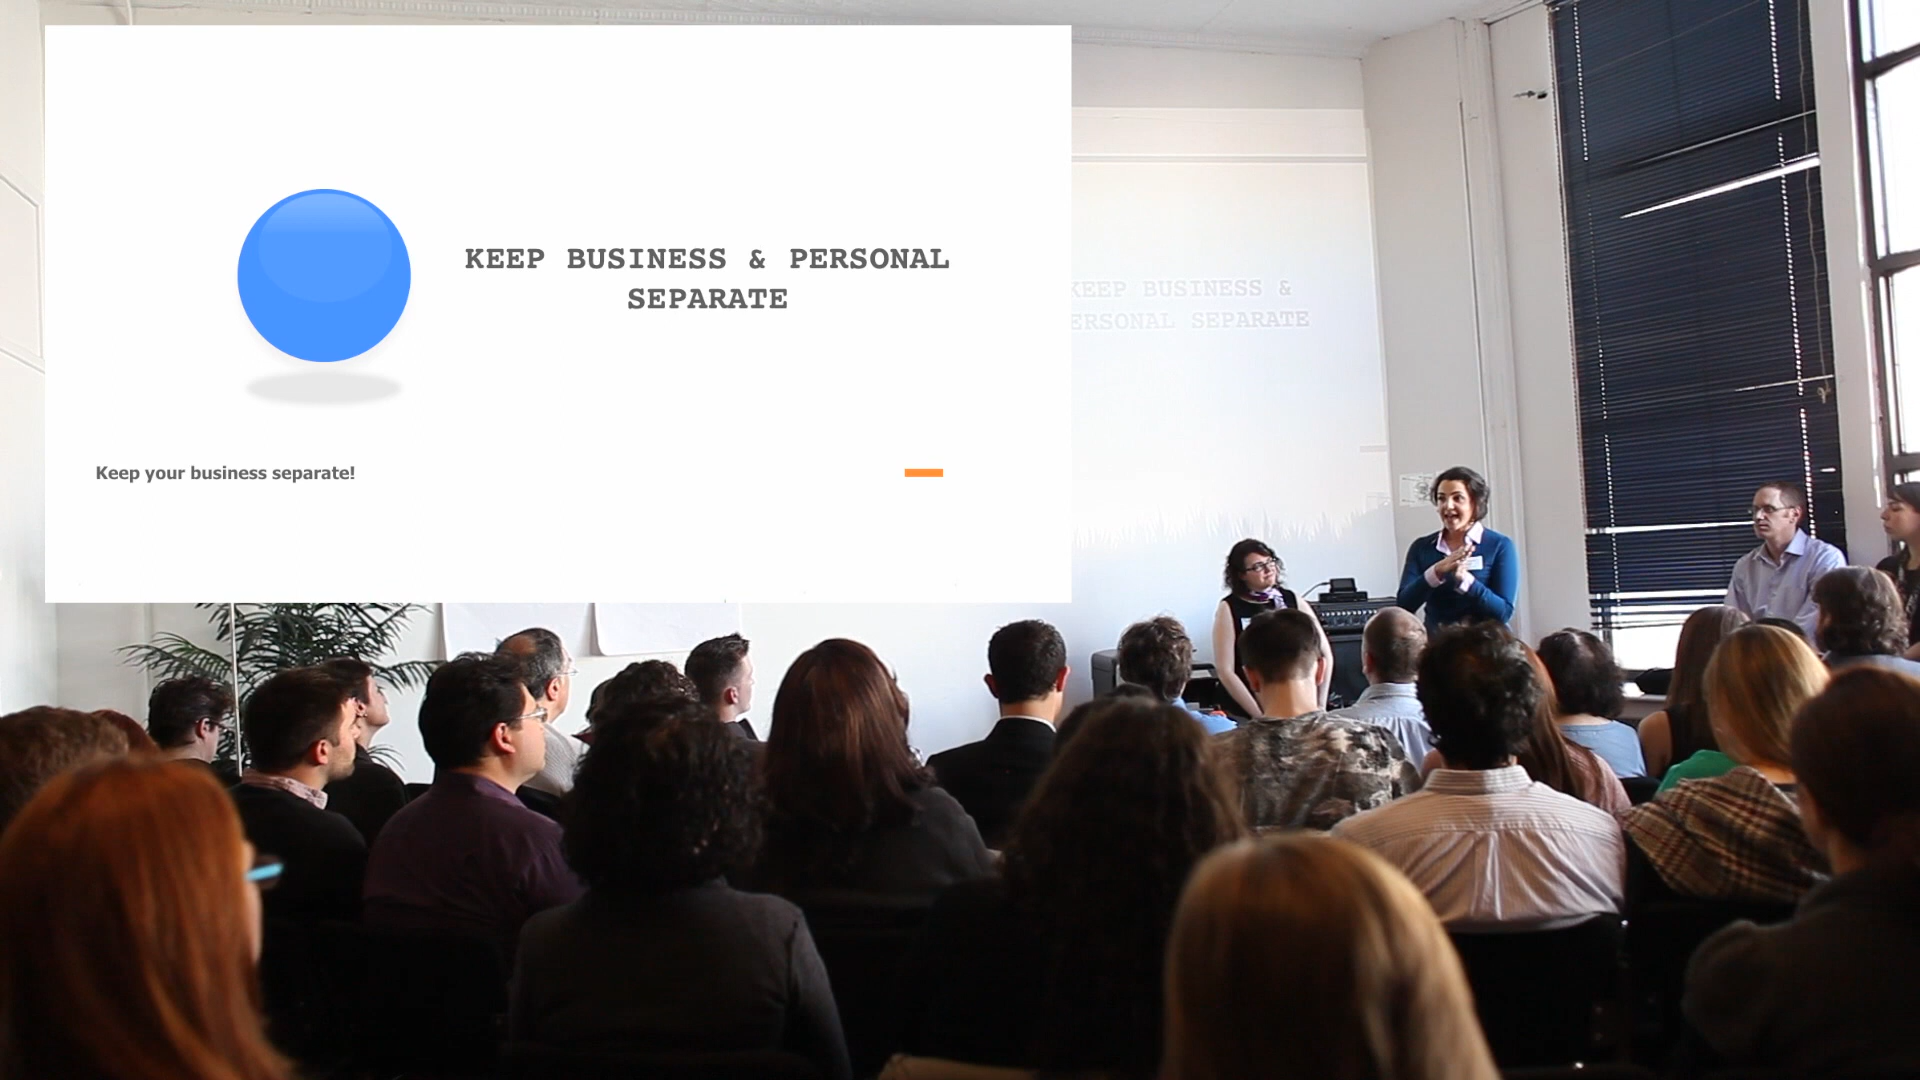 KEEP BUSINESS & PERSONAL
SEPARATE
Keep your business separate!
KEEP BUSINESS &
ERSONAL SEPARATE